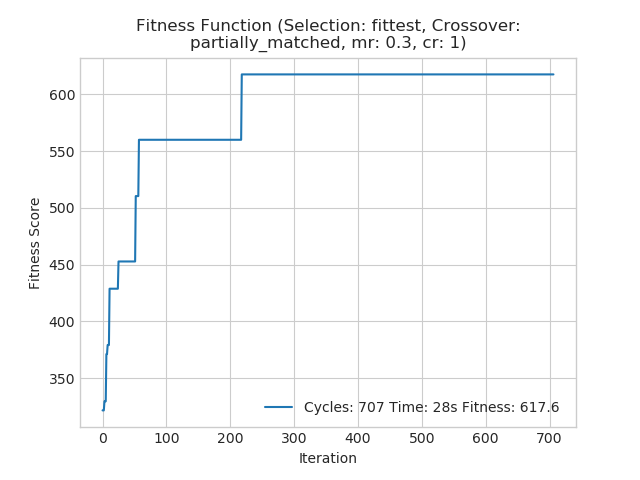 Fitness Function (Selection: fittest, Crossover:
partially_matched, mr: 0.3, cr: 1)
Fitness Score
600
550
500
450
400
350
Cycles: 707 Time: 28s Fitness: 617.6
0 100 200 300 400 500 600 700
Iteration